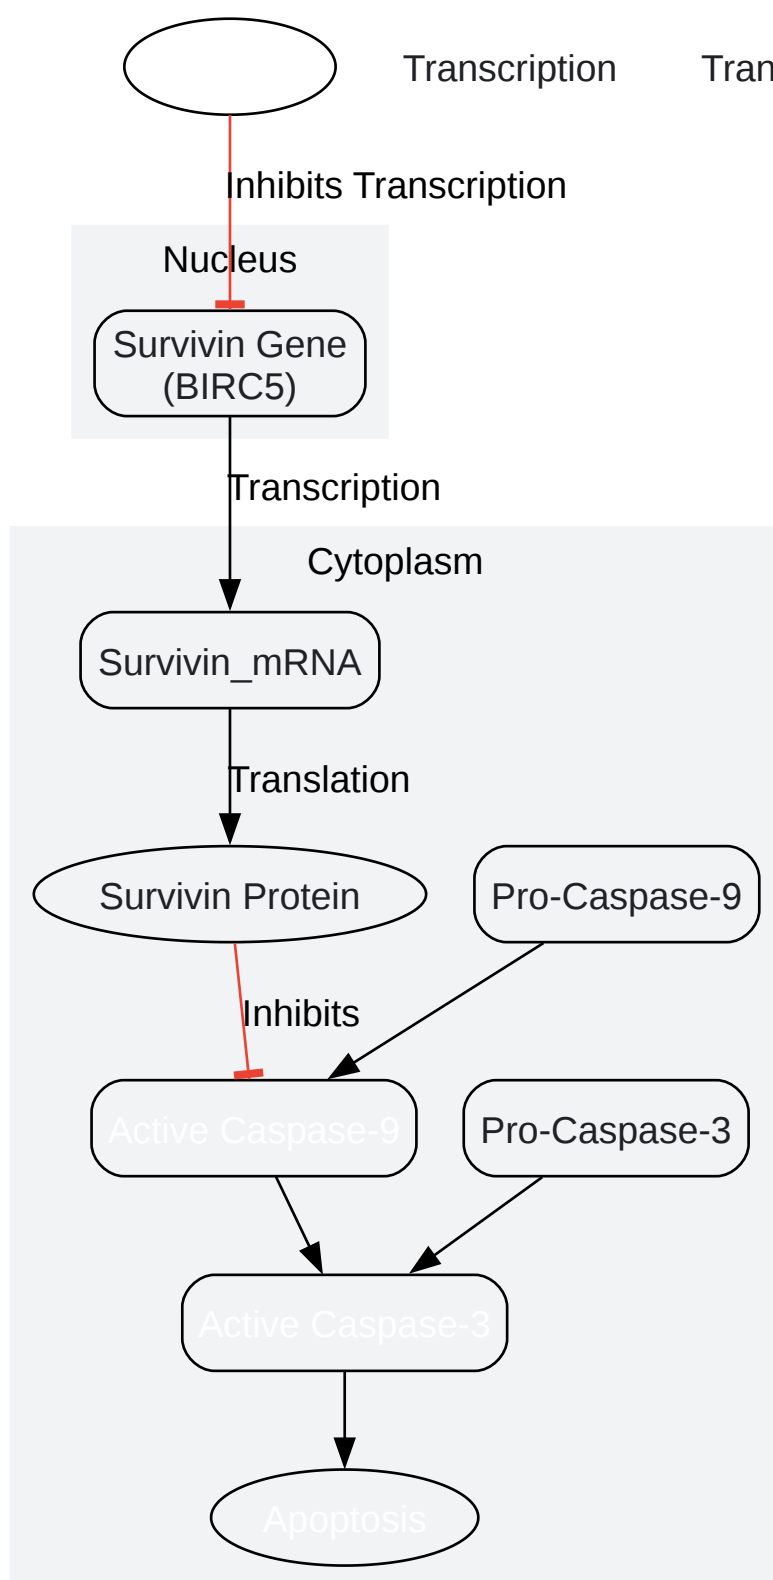 Transcription
Tran
Inhibits Transcription
Nucleus
Survivin Gene
(BIRC5)
Transcription
Cytoplasm
Survivin_mRNA
Translation
Survivin Protein
Pro-Caspase-9
Inhibits
Active Caspase-9
Pro-Caspase-3
Active Caspase-3
Apoptosis